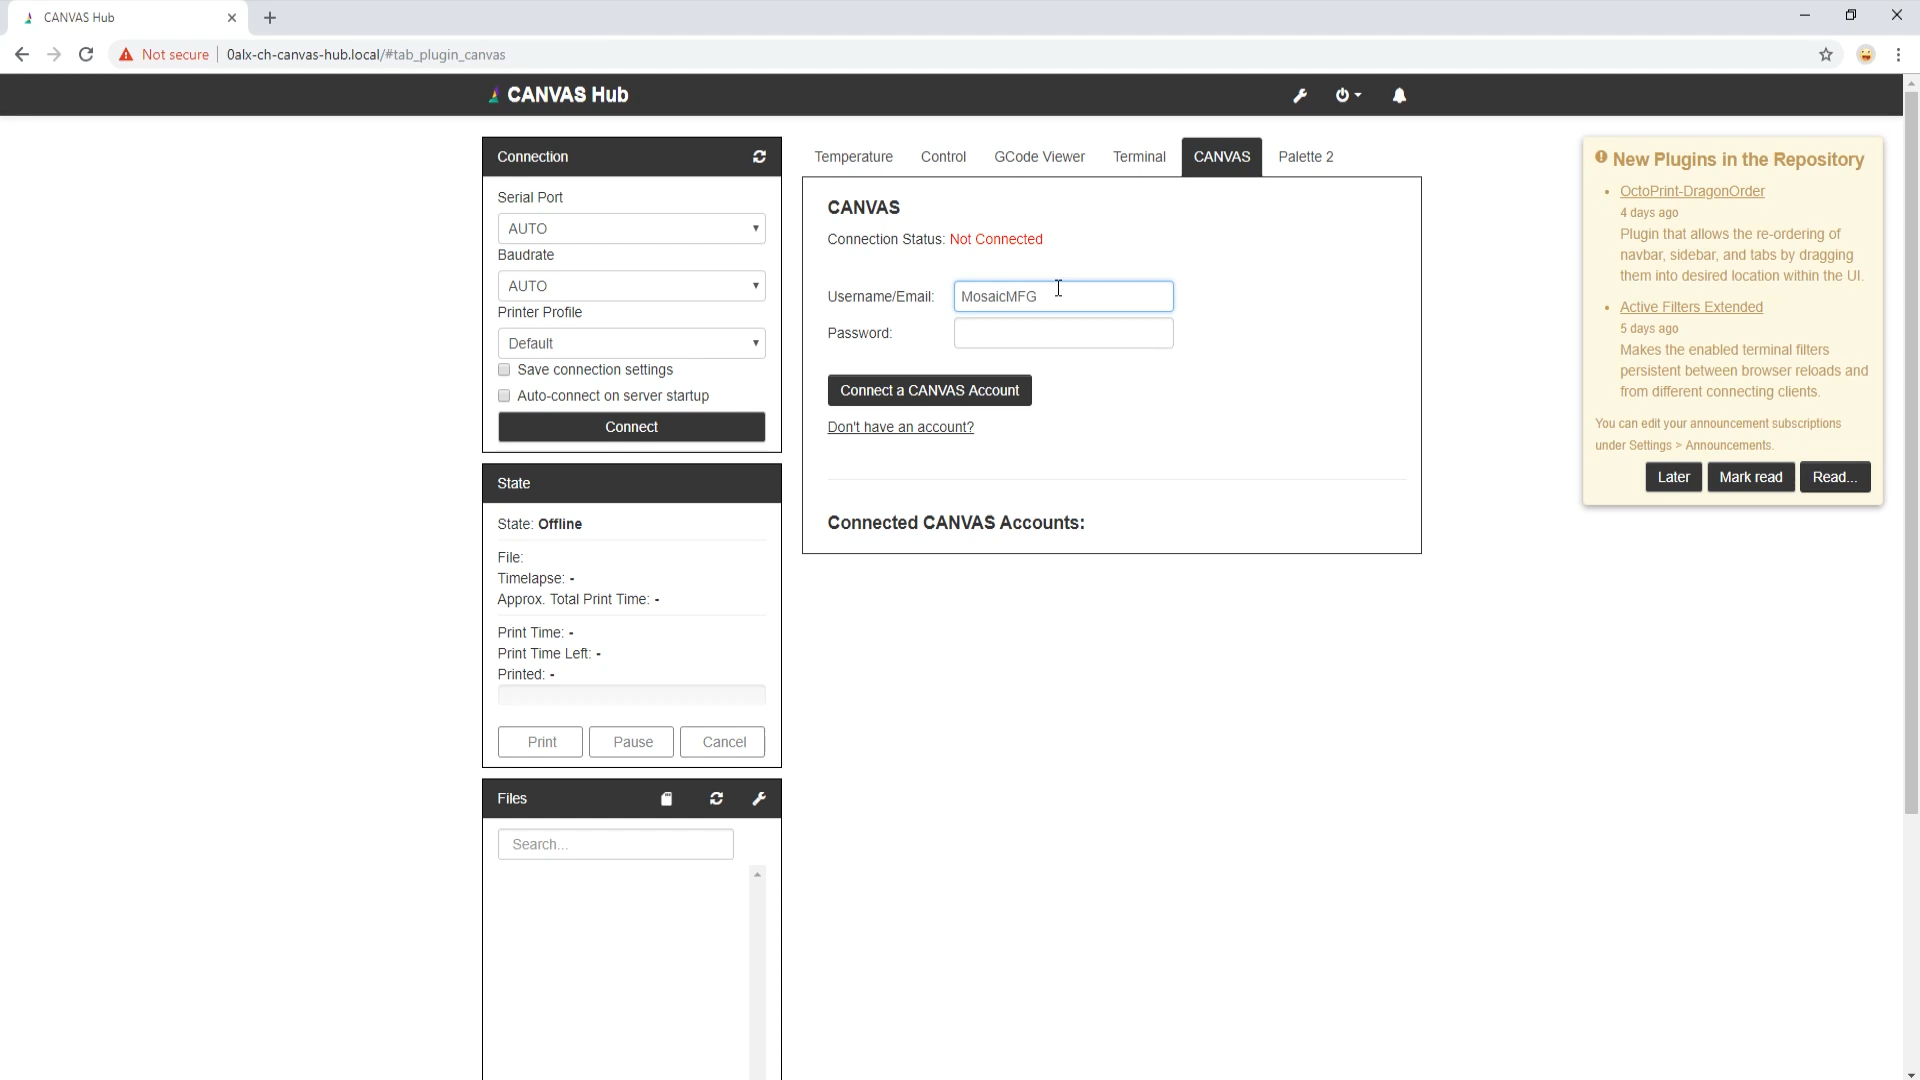 CANVAS Hub
Not secure
0alx-ch-canvas-hub.local/#tab_plugin_canvas
CANVAS Hub
Connection
Serial Port
AUTO
Baudrate
AUTO
Printer Profile
Default
Save connection settings
Auto-connect on server startup
Connect
State
State: Offline
File:
Timelapse: -
Approx. Total Print Time: -
Print Time: -
Print Time Left: -
Printed: -
Print Pause Cancel
Files
Search...
Temperature Control GCode Viewer Terminal CANVAS Palette 2
CANVAS
Connection Status: Not Connected
Username/Email: MosaicMFG
Password:
Connect a CANVAS Account
Don't have an account?
Connected CANVAS Accounts:
New Plugins in the Repository
OctoPrint-DragonOrder
4 days ago
Plugin that allows the re-ordering of
navbar, sidebar, and tabs by dragging
them into desired location within the UI.
Active Filters Extended
5 days ago
Makes the enabled terminal filters
persistent between browser reloads and
from different connecting clients.
You can edit your announcement subscriptions
under Settings > Announcements.
Later Mark read Read...